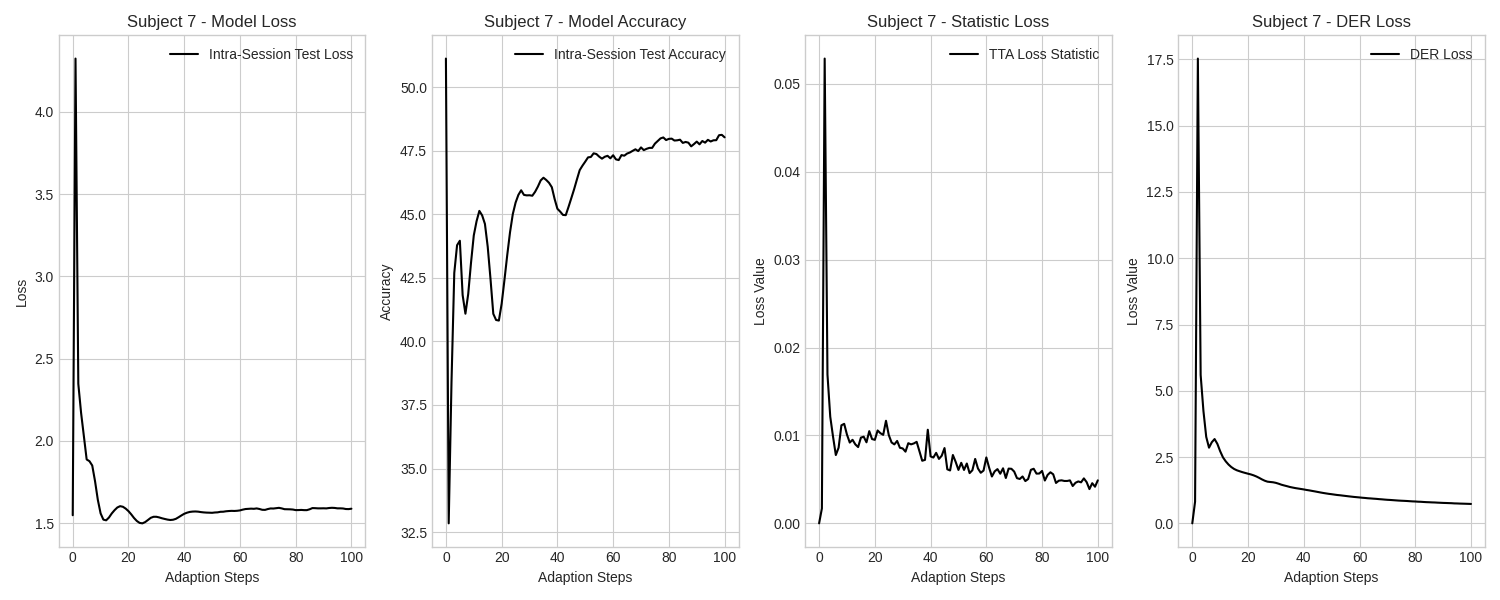 Subject 7 - Model Loss
Intra-Session Test Loss
4.0
3.5
3.0
2.5
2.0
1.5
Loss
0 20 40 60 80 100
Adaption Steps
Subject 7 - Model Accuracy
Intra-Session Test Accuracy
50.0
47.5
45.0
42.5
40.0
37.5
35.0
32.5
Accuracy
0 20 40 60 80 100
Adaption Steps
Subject 7 - Statistic Loss
TTA Loss Statistic
0.05
0.04
0.03
0.02
0.01
0.00
Loss Value
0 20 40 60 80 100
Adaption Steps
Subject 7 - DER Loss
DER Loss
17.5
15.0
12.5
10.0
7.5
5.0
2.5
0.0
Loss Value
0 20 40 60 80 100
Adaption Steps